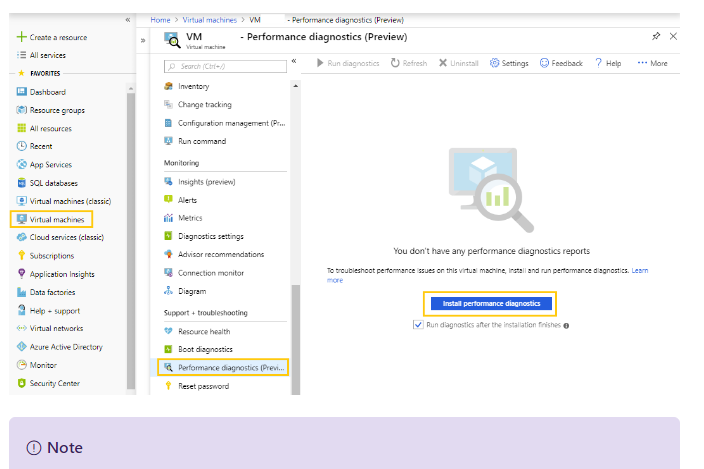 Home > Virtual machines > VM - Performance diagnostics (Preview)
VM - Performance diagnostics (Preview)
Virtual machine
«
Create a resource
All services
FAVORITES
Dashboard
Resource groups
All resources
Recent
App Services
SQL databases
Virtual machines (classic)
Virtual machines
Cloud services (classic)
Subscriptions
Application Insights
Data factories
Help + support
Virtual networks
Azure Active Directory
Monitor
Security Center
»
Search (Ctrl+/)
«
Inventory
Change tracking
Configuration management (Pr...
Run command
Monitoring
Insights (preview)
Alerts
Metrics
Diagnostics settings
Advisor recommendations
Connection monitor
Diagram
Support + troubleshooting
Resource health
Boot diagnostics
Performance diagnostics (Previ...
Reset password
Run diagnostics Refresh Uninstall Settings Feedback ? Help ••• More
You don't have any performance diagnostics reports
To troubleshoot performance issues on this virtual machine, install and run performance diagnostics. Learn
more
Install performance diagnostics
Run diagnostics after the installation finishes
Note